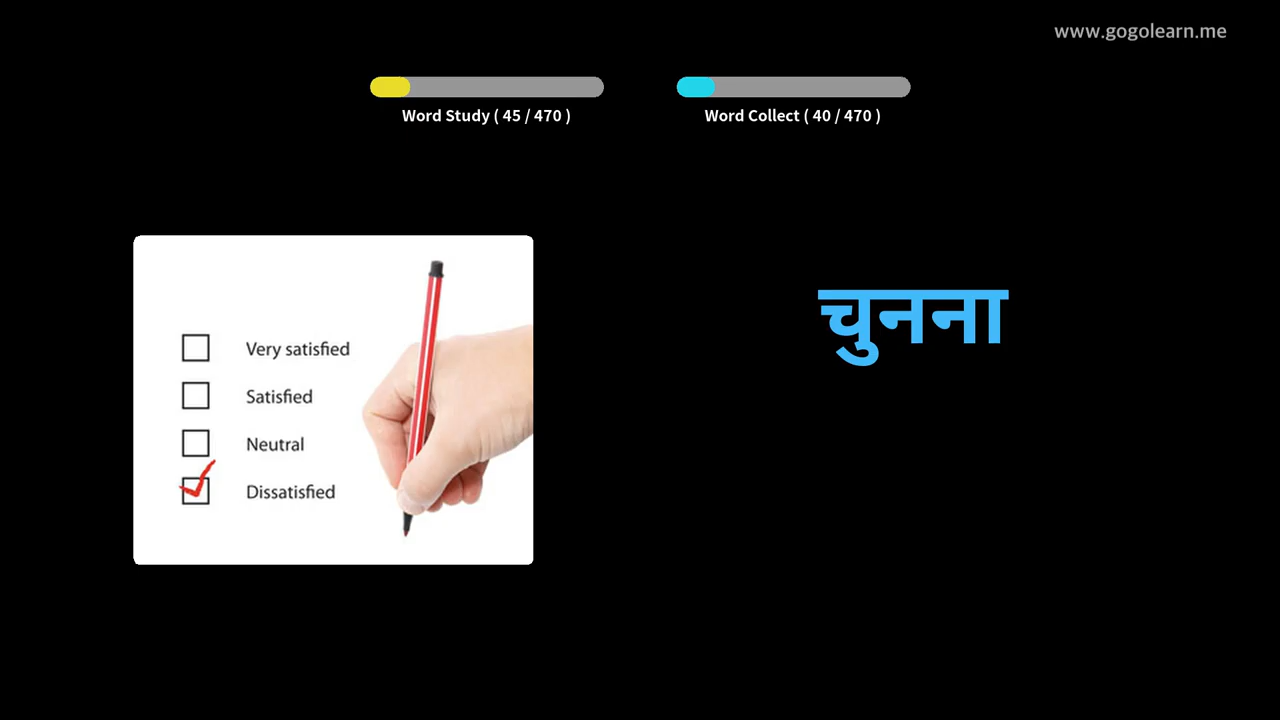 www.gogolearn.me
Word Study ( 45 / 470 )
Word Collect ( 40 / 470 )
Very satisfied
Satisfied
Neutral
Dissatisfied
चुनना